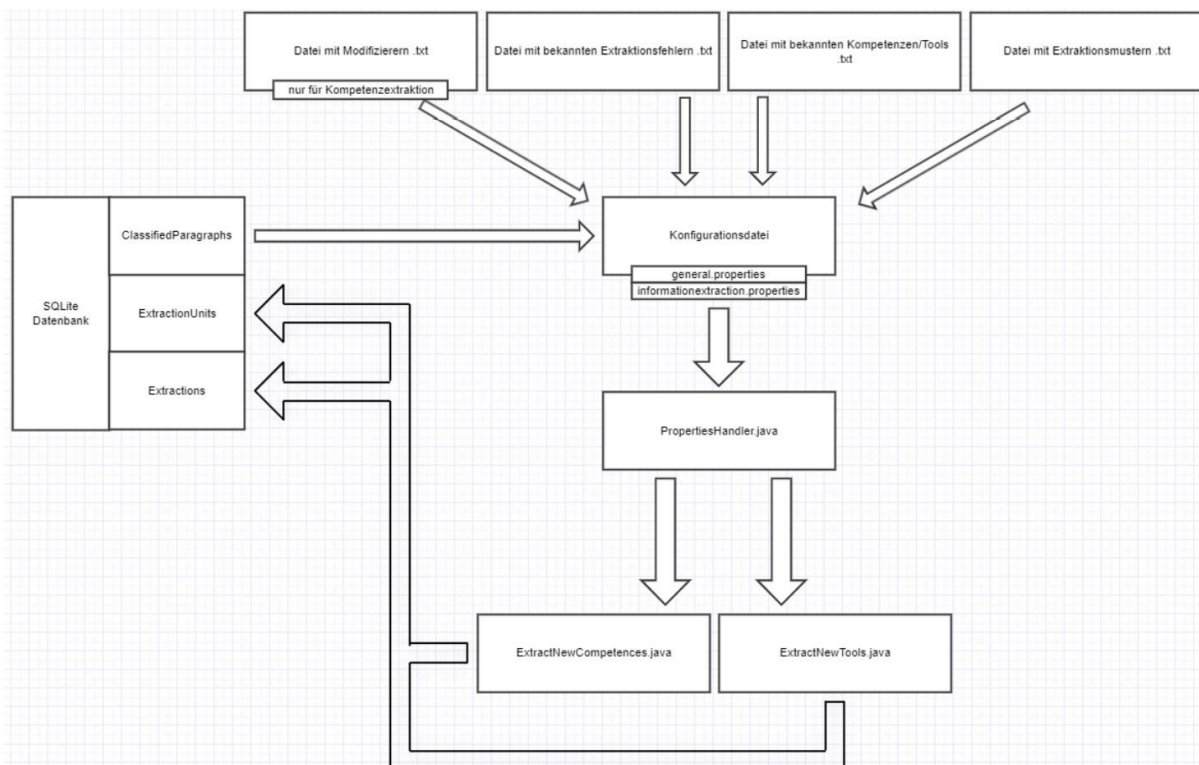 Datei mit Modifizierern .txt
nur für Kompetenzextraktion
Datei mit bekannten Extraktionsfehlern .txt
Datei mit bekannten Kompetenzen/Tools
.txt
Datei mit Extraktionsmustern .txt
SQLite
Datenbank
ClassifiedParagraphs
ExtractionUnits
Extractions
Konfigurationsdatei
general.properties
informationextraction.properties
PropertiesHandler.java
ExtractNewCompetences.java
ExtractNewTools.java